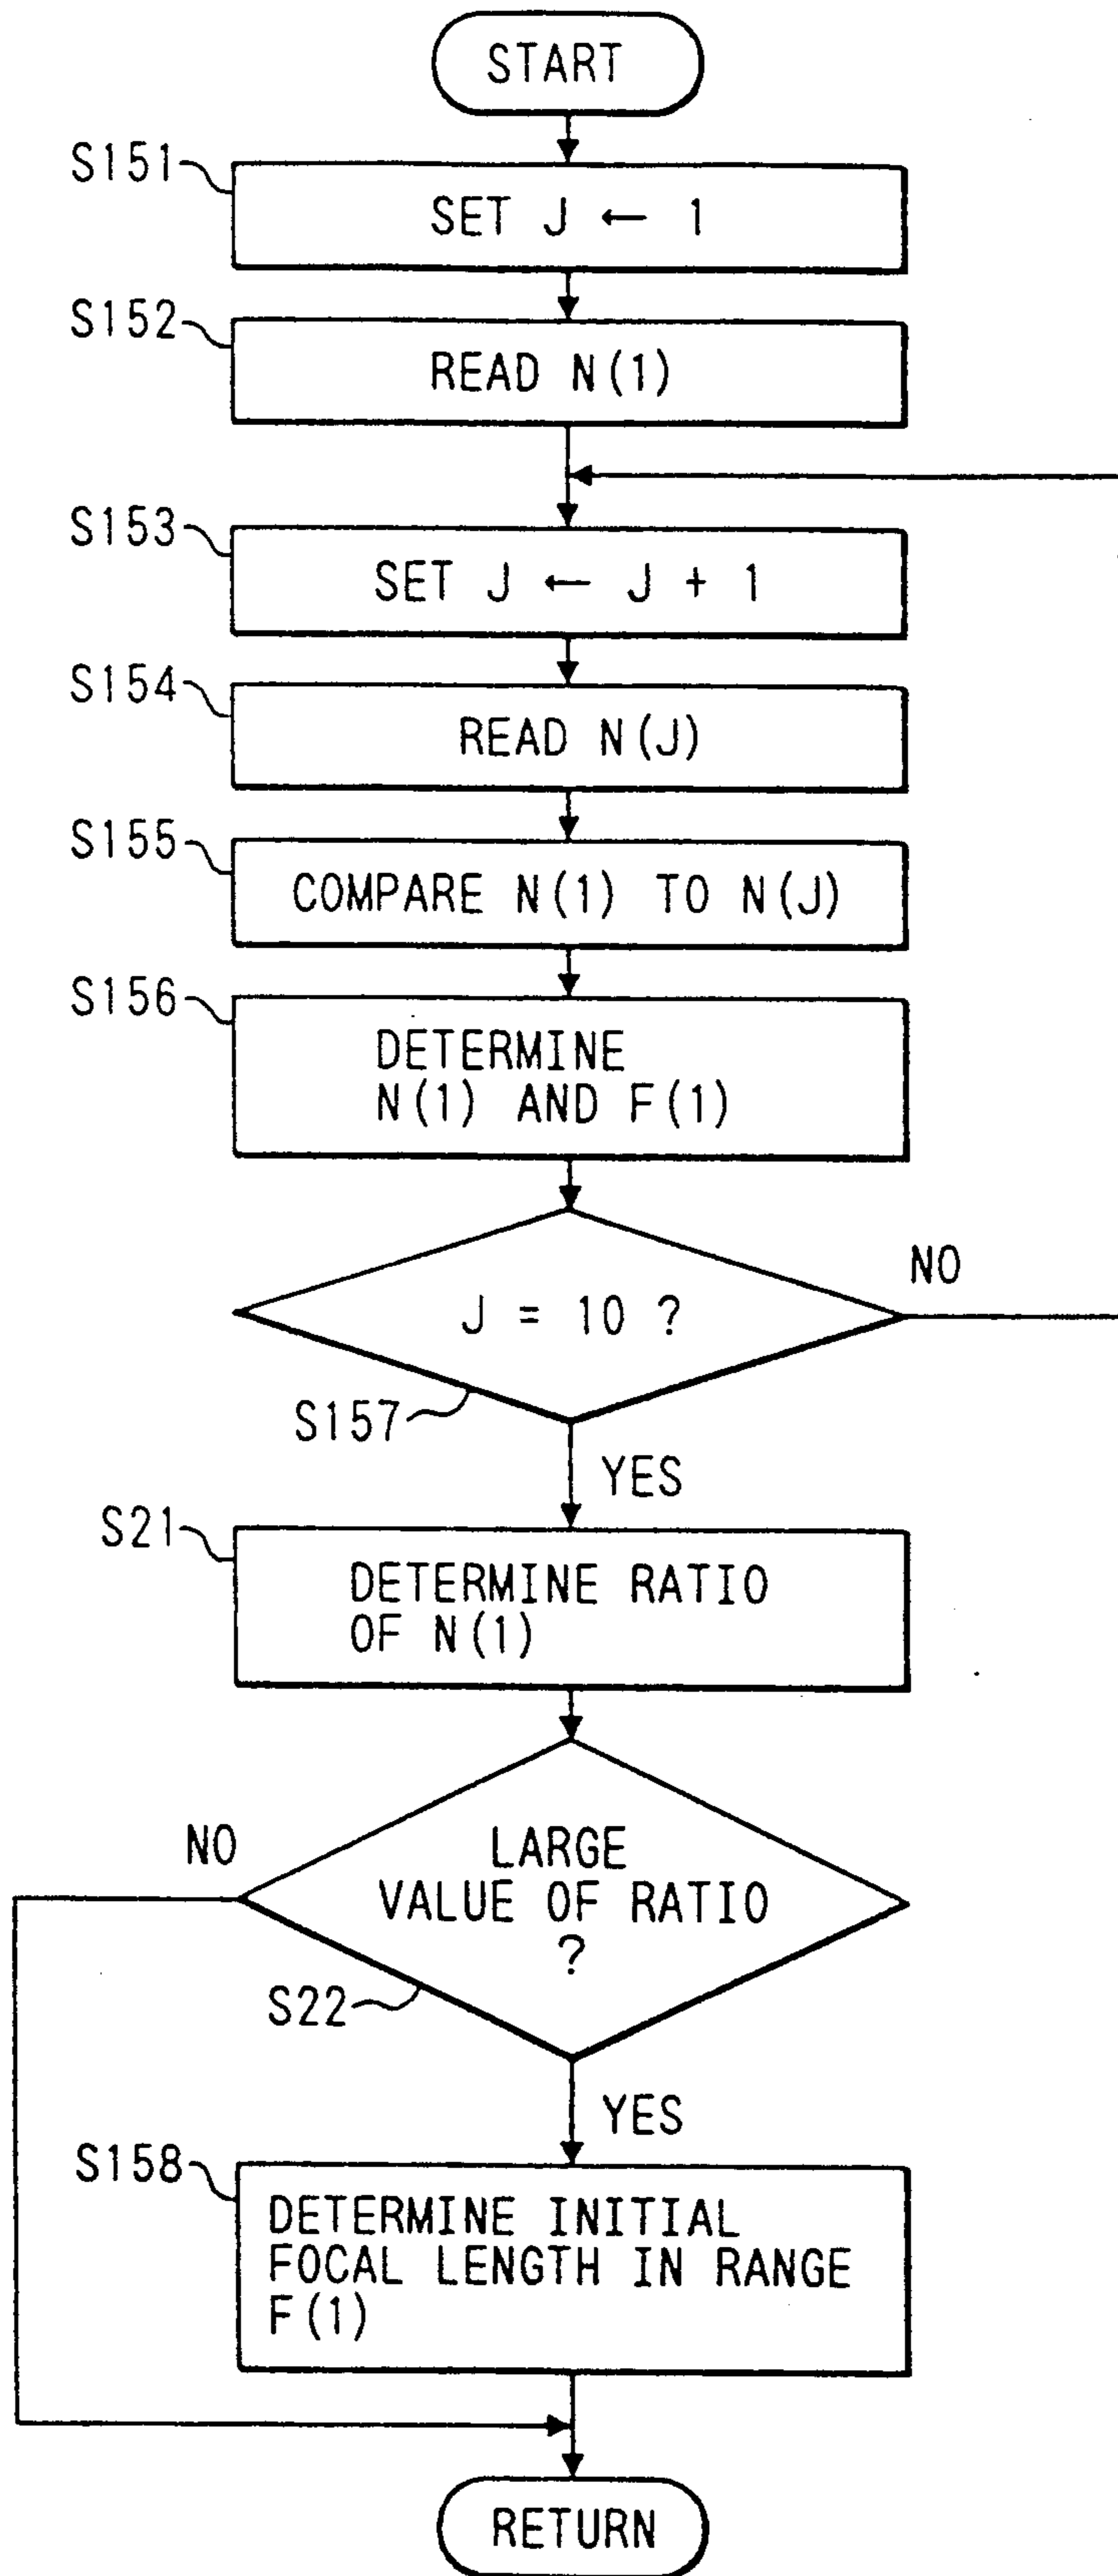 START
S151
SET J ← 1
S152
READ N(1)
S153
SET J ← J + 1
S154
READ N(J)
S155
COMPARE N(1) TO N(J)
S156
DETERMINE
N(1) AND F(1)
NO
J = 10 ?
S157
YES
S21
DETERMINE RATIO
OF N(1)
NO
LARGE
VALUE OF RATIO
?
S22
YES
S158
DETERMINE INITIAL
FOCAL LENGTH IN RANGE
F(1)
RETURN